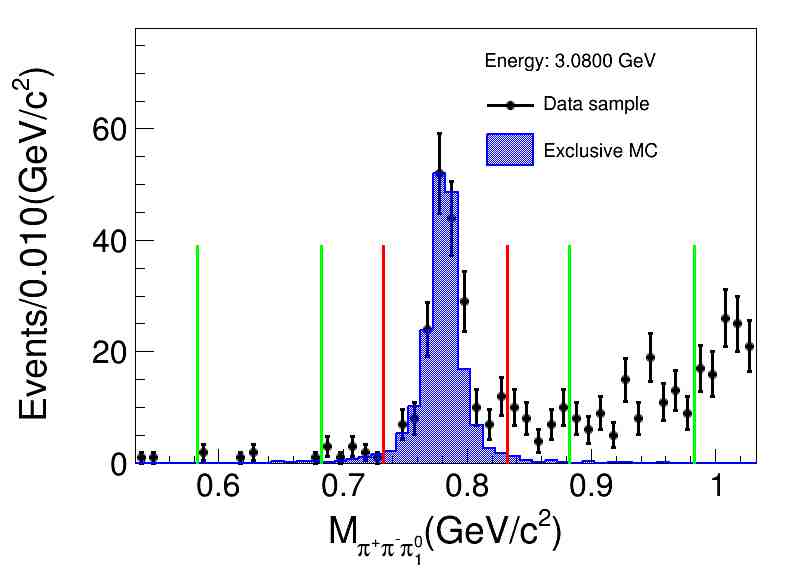 Energy: 3.0800 GeV
Data sample
Exclusive MC
Events/0.010(GeV/c²)
60
40
20
0
0.6 0.7 0.8 0.9 1
M_π⁺π⁻π⁰₁(GeV/c²)